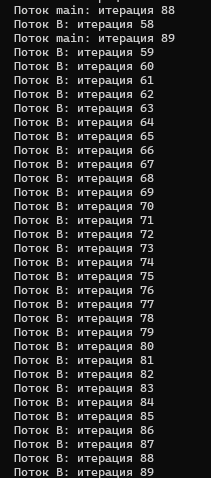 Поток main: итерация 88
Поток B: итерация 58
Поток main: итерация 89
Поток B: итерация 59
Поток B: итерация 60
Поток B: итерация 61
Поток B: итерация 62
Поток B: итерация 63
Поток B: итерация 64
Поток B: итерация 65
Поток B: итерация 66
Поток B: итерация 67
Поток B: итерация 68
Поток B: итерация 69
Поток B: итерация 70
Поток B: итерация 71
Поток B: итерация 72
Поток B: итерация 73
Поток B: итерация 74
Поток B: итерация 75
Поток B: итерация 76
Поток B: итерация 77
Поток B: итерация 78
Поток B: итерация 79
Поток B: итерация 80
Поток B: итерация 81
Поток B: итерация 82
Поток B: итерация 83
Поток B: итерация 84
Поток B: итерация 85
Поток B: итерация 86
Поток B: итерация 87
Поток B: итерация 88
Поток B: итерация 89